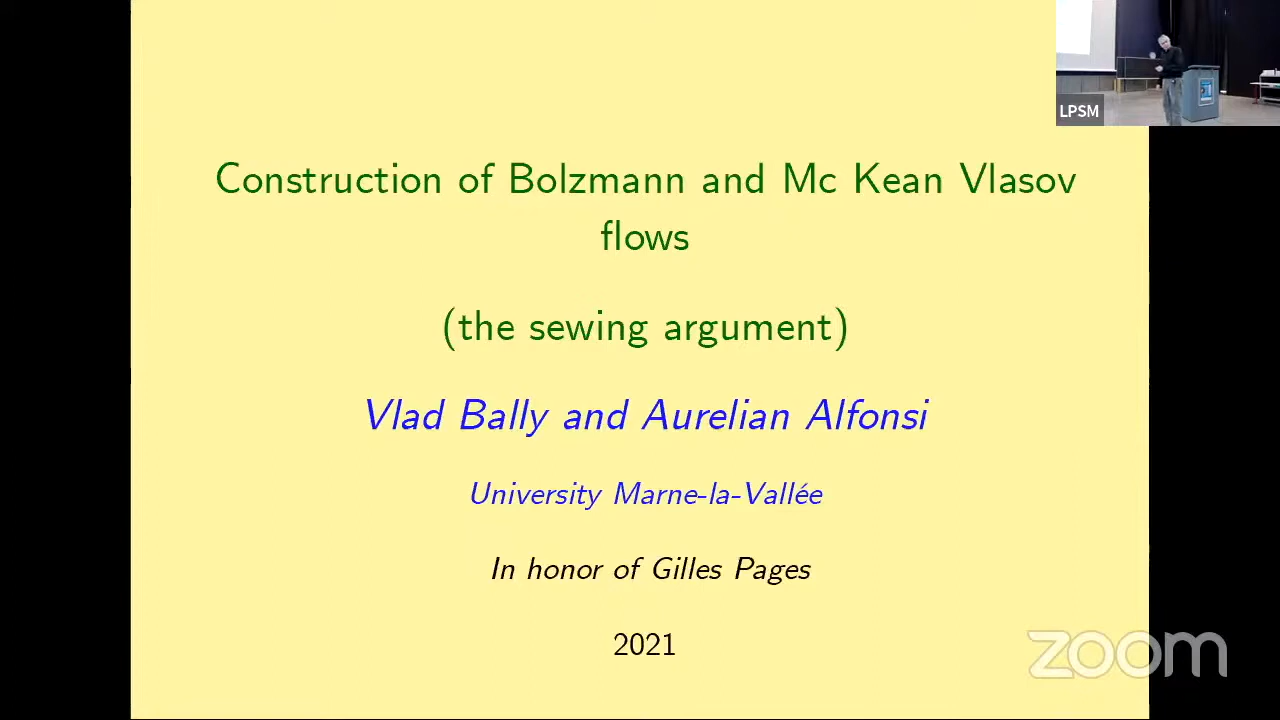 LPSM
Construction of Bolzmann and Mc Kean Vlasov
flows
(the sewing argument)
Vlad Bally and Aurelian Alfonsi
University Marne-la-Vallée
In honor of Gilles Pages
2021
zoom